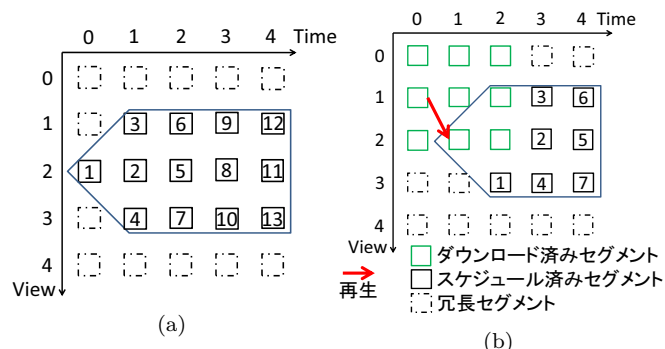 0 1 2 3 4 Time
0
1 3 6 9 12
2 1 2 5 8 11
3 4 7 10 13
4
View
(a)
0 1 2 3 4 Time
0
1 3 6
2 2 5
3 1 4 7
4
View
ダウンロード済みセグメント
スケジュール済みセグメント
再生
冗長セグメント
(b)